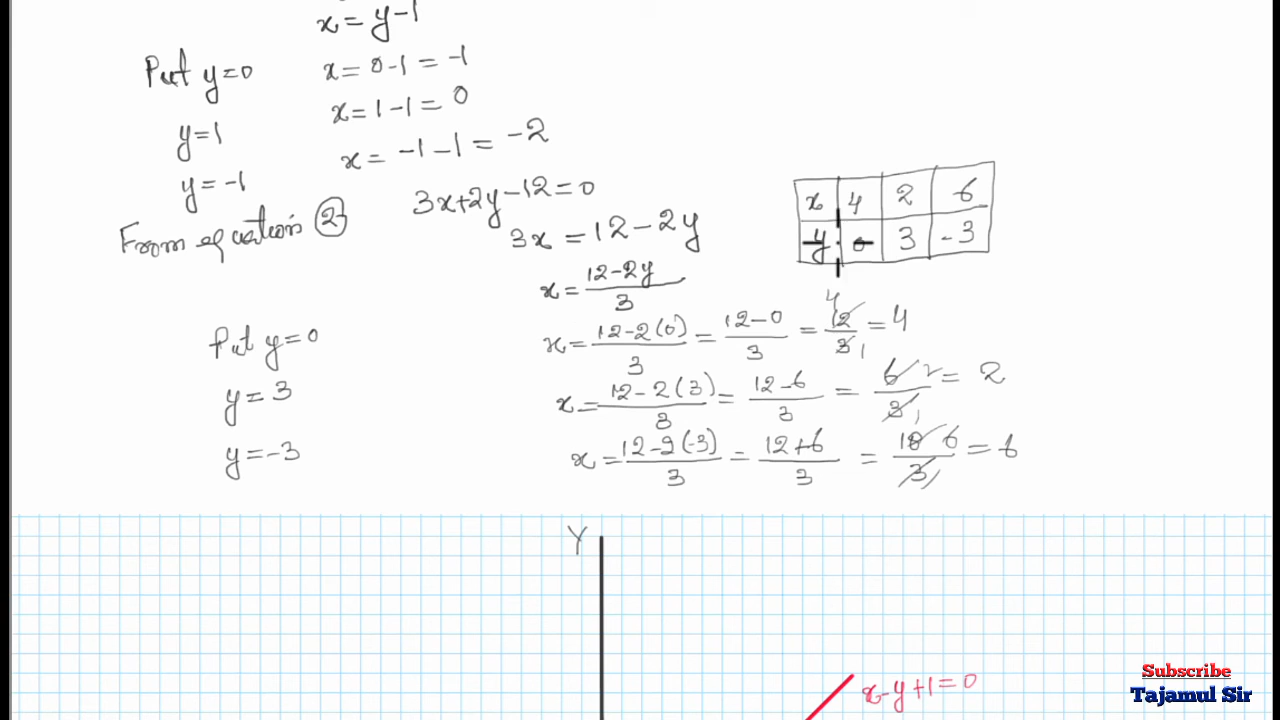 x = y-1
Put y=0 x = 0-1 = -1
y=1 x = 1-1 = 0
y=-1 x = -1-1 = -2
From equation ② 3x+2y-12=0
3x = 12-2y
x = (12-2y)/3
x 4 2 6
y 0 3 -3
Put y=0 x = (12-2(0))/3 = (12-0)/3 = 12/3 = 4
y=3 x = (12-2(3))/3 = (12-6)/3 = 6/3 = 2
y=-3 x = (12-2(-3))/3 = (12+6)/3 = 18/3 = 6
Y
x-y+1=0
Subscribe
Tajamul Sir